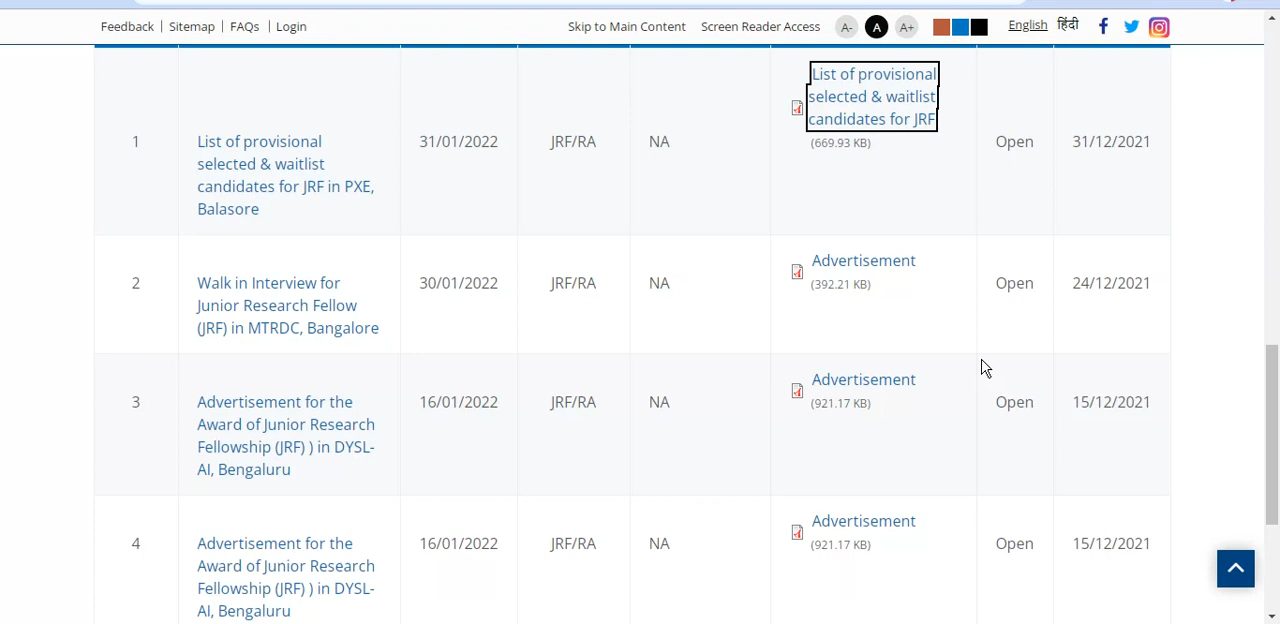 Feedback | Sitemap | FAQs | Login Skip to Main Content Screen Reader Access A- A A+ English हिंदी
List of provisional
selected & waitlist
candidates for JRF
(669.93 KB)
1 List of provisional 31/01/2022 JRF/RA NA Open 31/12/2021
selected & waitlist
candidates for JRF in PXE,
Balasore
Advertisement
(392.21 KB)
2 Walk in Interview for 30/01/2022 JRF/RA NA Open 24/12/2021
Junior Research Fellow
(JRF) in MTRDC, Bangalore
Advertisement
(921.17 KB)
3 Advertisement for the 16/01/2022 JRF/RA NA Open 15/12/2021
Award of Junior Research
Fellowship (JRF) ) in DYSL-
AI, Bengaluru
Advertisement
(921.17 KB)
4 Advertisement for the 16/01/2022 JRF/RA NA Open 15/12/2021
Award of Junior Research
Fellowship (JRF) ) in DYSL-
AI, Bengaluru